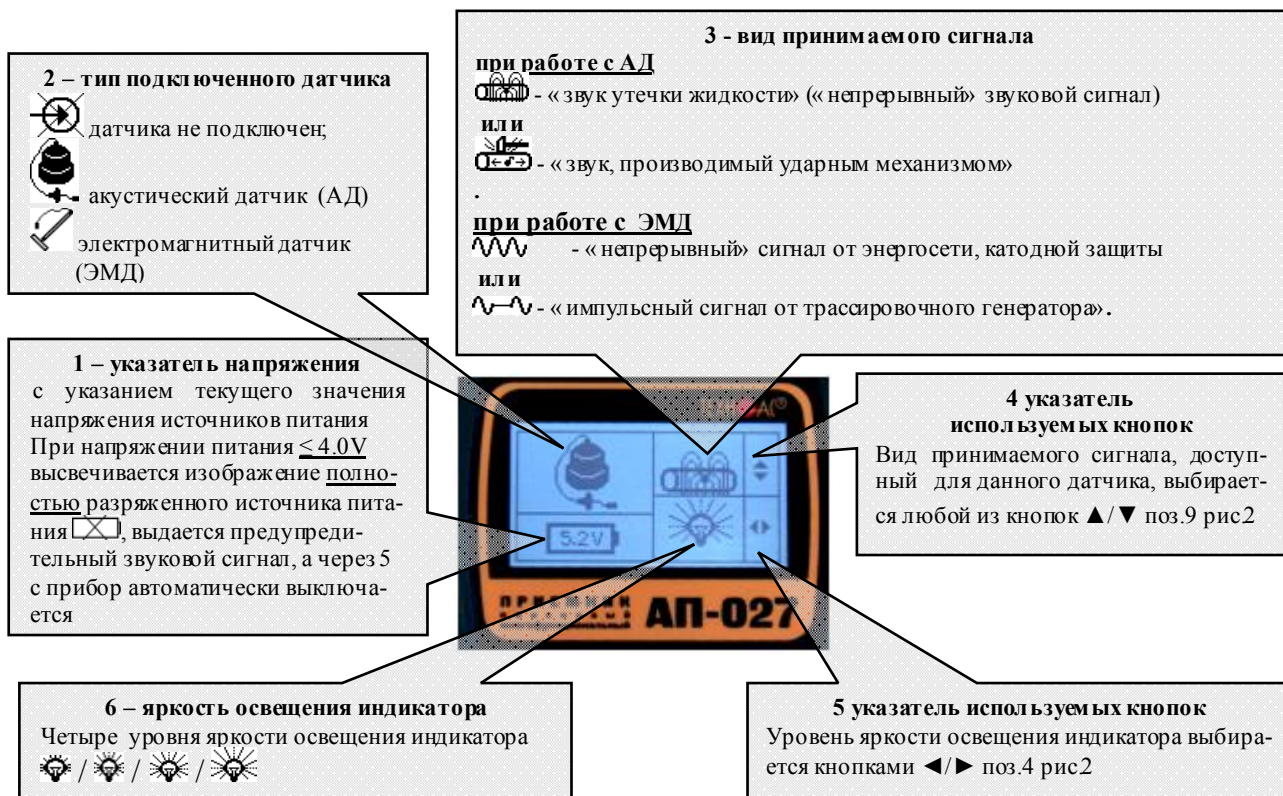 3 - вид принимаемого сигнала
при работе с АД
- «звук утечки жидкости» («непрерывный» звуковой сигнал)
или
- «звук, производимый ударным механизмом»
.
при работе с ЭМД
- «непрерывный» сигнал от энергосети, катодной защиты
или
- «импульсный сигнал от трассировочного генератора».
2 – тип подключенного датчика
датчика не подключен;
акустический датчик (АД)
электромагнитный датчик
(ЭМД)
1 – указатель напряжения
с указанием текущего значения
напряжения источников питания
При напряжении питания ≤ 4.0V
высвечивается изображение полно-
стью разряженного источника пита-
ния , выдается предупреди-
тельный звуковой сигнал, а через 5
с прибор автоматически выключа-
ется
5.2V
ПРИЕМНИК
АП-027
4 указатель
используемых кнопок
Вид принимаемого сигнала, доступ-
ный для данного датчика, выбирает-
ся любой из кнопок ▲/▼ поз.9 рис2
6 – яркость освещения индикатора
Четыре уровня яркости освещения индикатора
/ / /
5 указатель используемых кнопок
Уровень яркости освещения индикатора выбира-
ется кнопками ◄/► поз.4 рис2